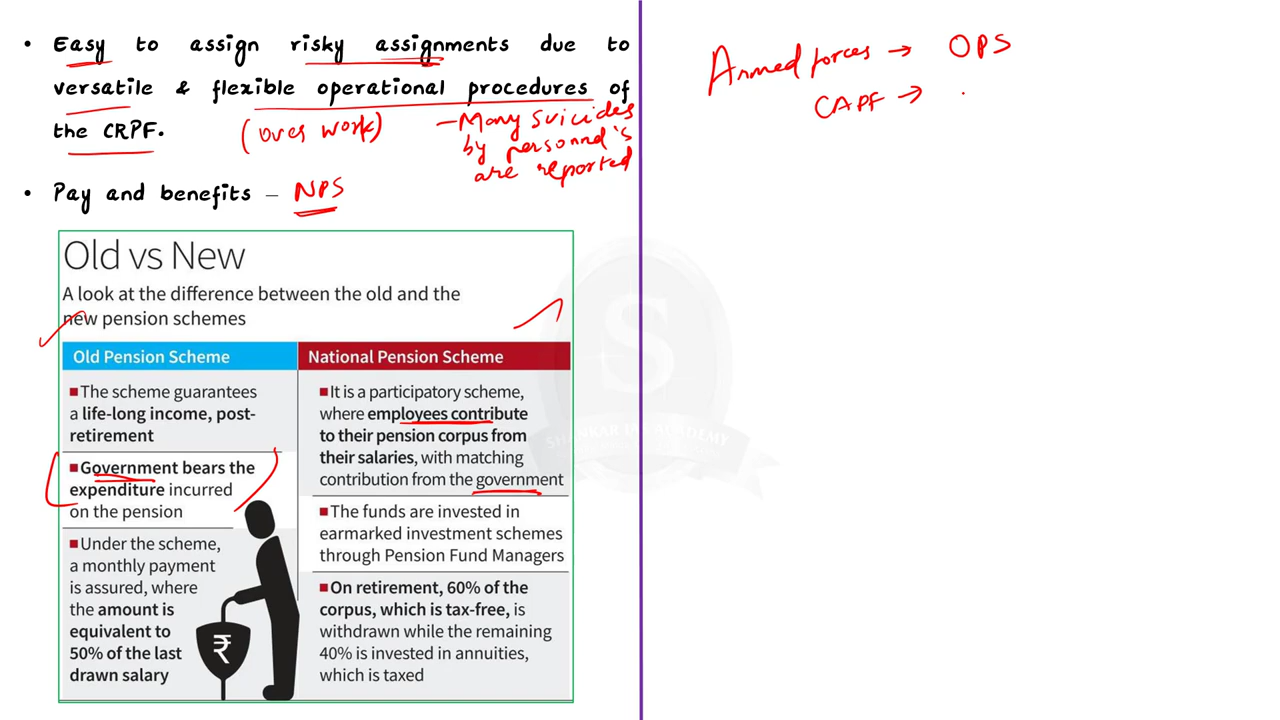 • Easy to assign risky assignments due to
versatile & flexible operational procedures of
the CRPF.
(over work)
- Many suicides
by personnel's
are reported
• Pay and benefits – NPS
Old vs New
A look at the difference between the old and the
new pension schemes
Old Pension Scheme
■ The scheme guarantees
a life-long income, post-
retirement
■ Government bears the
expenditure incurred
on the pension
■ Under the scheme,
a monthly payment
is assured, where
the amount is
equivalent to
50% of the last
drawn salary
₹
National Pension Scheme
■ It is a participatory scheme,
where employees contribute
to their pension corpus from
their salaries, with matching
contribution from the government
■ The funds are invested in
earmarked investment schemes
through Pension Fund Managers
■ On retirement, 60% of the
corpus, which is tax-free, is
withdrawn while the remaining
40% is invested in annuities,
which is taxed
Armed forces → OPS
CAPF →
S
SHANKAR IAS ACADEMY